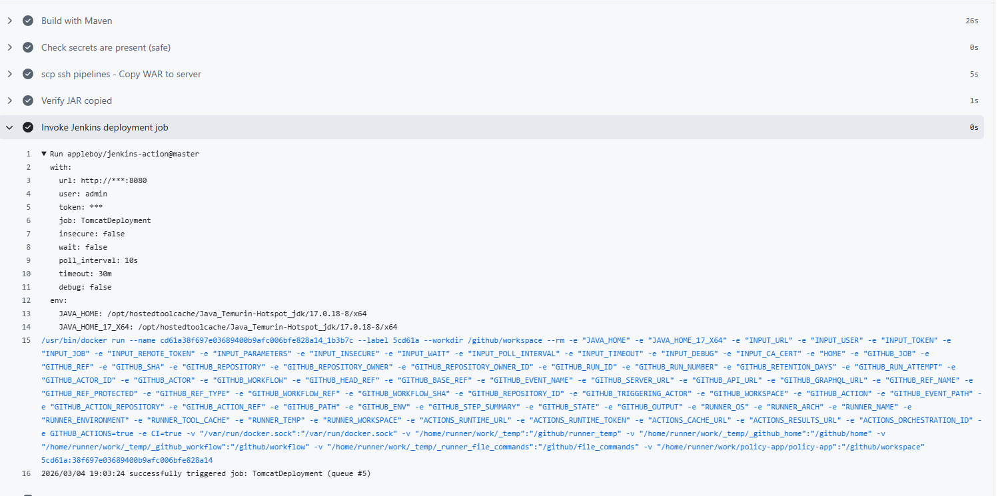 Build with Maven 26s
Check secrets are present (safe) 0s
scp ssh pipelines - Copy WAR to server 5s
Verify JAR copied 1s
Invoke Jenkins deployment job 0s
1 ▼ Run appleboy/jenkins-action@master
2 with:
3 url: http://***:8080
4 user: admin
5 token: ***
6 job: TomcatDeployment
7 insecure: false
8 wait: false
9 poll_interval: 10s
10 timeout: 30m
11 debug: false
12 env:
13 JAVA_HOME: /opt/hostedtoolcache/Java_Temurin-Hotspot_jdk/17.0.18-8/x64
14 JAVA_HOME_17_X64: /opt/hostedtoolcache/Java_Temurin-Hotspot_jdk/17.0.18-8/x64
15 /usr/bin/docker run --name cd61a38f697e03689400b9afc006bfe828a14_1b3b7c --label 5cd61a --workdir /github/workspace --rm -e "JAVA_HOME" -e "JAVA_HOME_17_X64" -e "INPUT_URL" -e "INPUT_USER" -e "INPUT_TOKEN" -e
"INPUT_JOB" -e "INPUT_REMOTE_TOKEN" -e "INPUT_PARAMETERS" -e "INPUT_INSECURE" -e "INPUT_WAIT" -e "INPUT_POLL_INTERVAL" -e "INPUT_TIMEOUT" -e "INPUT_DEBUG" -e "INPUT_CA_CERT" -e "HOME" -e "GITHUB_JOB" -e
"GITHUB_REF" -e "GITHUB_SHA" -e "GITHUB_REPOSITORY" -e "GITHUB_REPOSITORY_OWNER" -e "GITHUB_REPOSITORY_OWNER_ID" -e "GITHUB_RUN_ID" -e "GITHUB_RUN_NUMBER" -e "GITHUB_RETENTION_DAYS" -e "GITHUB_RUN_ATTEMPT" -e
"GITHUB_ACTOR_ID" -e "GITHUB_ACTOR" -e "GITHUB_WORKFLOW" -e "GITHUB_HEAD_REF" -e "GITHUB_BASE_REF" -e "GITHUB_EVENT_NAME" -e "GITHUB_SERVER_URL" -e "GITHUB_API_URL" -e "GITHUB_GRAPHQL_URL" -e "GITHUB_REF_NAME" -e
"GITHUB_REF_PROTECTED" -e "GITHUB_REF_TYPE" -e "GITHUB_WORKFLOW_REF" -e "GITHUB_WORKFLOW_SHA" -e "GITHUB_REPOSITORY_ID" -e "GITHUB_TRIGGERING_ACTOR" -e "GITHUB_WORKSPACE" -e "GITHUB_ACTION" -e "GITHUB_EVENT_PATH" -
e "GITHUB_ACTION_REPOSITORY" -e "GITHUB_ACTION_REF" -e "GITHUB_PATH" -e "GITHUB_ENV" -e "GITHUB_STEP_SUMMARY" -e "GITHUB_STATE" -e "GITHUB_OUTPUT" -e "RUNNER_OS" -e "RUNNER_ARCH" -e "RUNNER_NAME" -e
"RUNNER_ENVIRONMENT" -e "RUNNER_TOOL_CACHE" -e "RUNNER_TEMP" -e "RUNNER_WORKSPACE" -e "ACTIONS_RUNTIME_URL" -e "ACTIONS_RUNTIME_TOKEN" -e "ACTIONS_CACHE_URL" -e "ACTIONS_RESULTS_URL" -e "ACTIONS_ORCHESTRATION_ID" -
e GITHUB_ACTIONS=true -e CI=true -v "/var/run/docker.sock":"/var/run/docker.sock" -v "/home/runner/work/_temp":"/github/runner_temp" -v "/home/runner/work/_temp/_github_home":"/github/home" -v
"/home/runner/work/_temp/_github_workflow":"/github/workflow" -v "/home/runner/work/_temp/_runner_file_commands":"/github/file_commands" -v "/home/runner/work/policy-app/policy-app":"/github/workspace"
5cd61a:38f697e03689400b9afc006bfe828a14
16 2026/03/04 19:03:24 successfully triggered job: TomcatDeployment (queue #5)